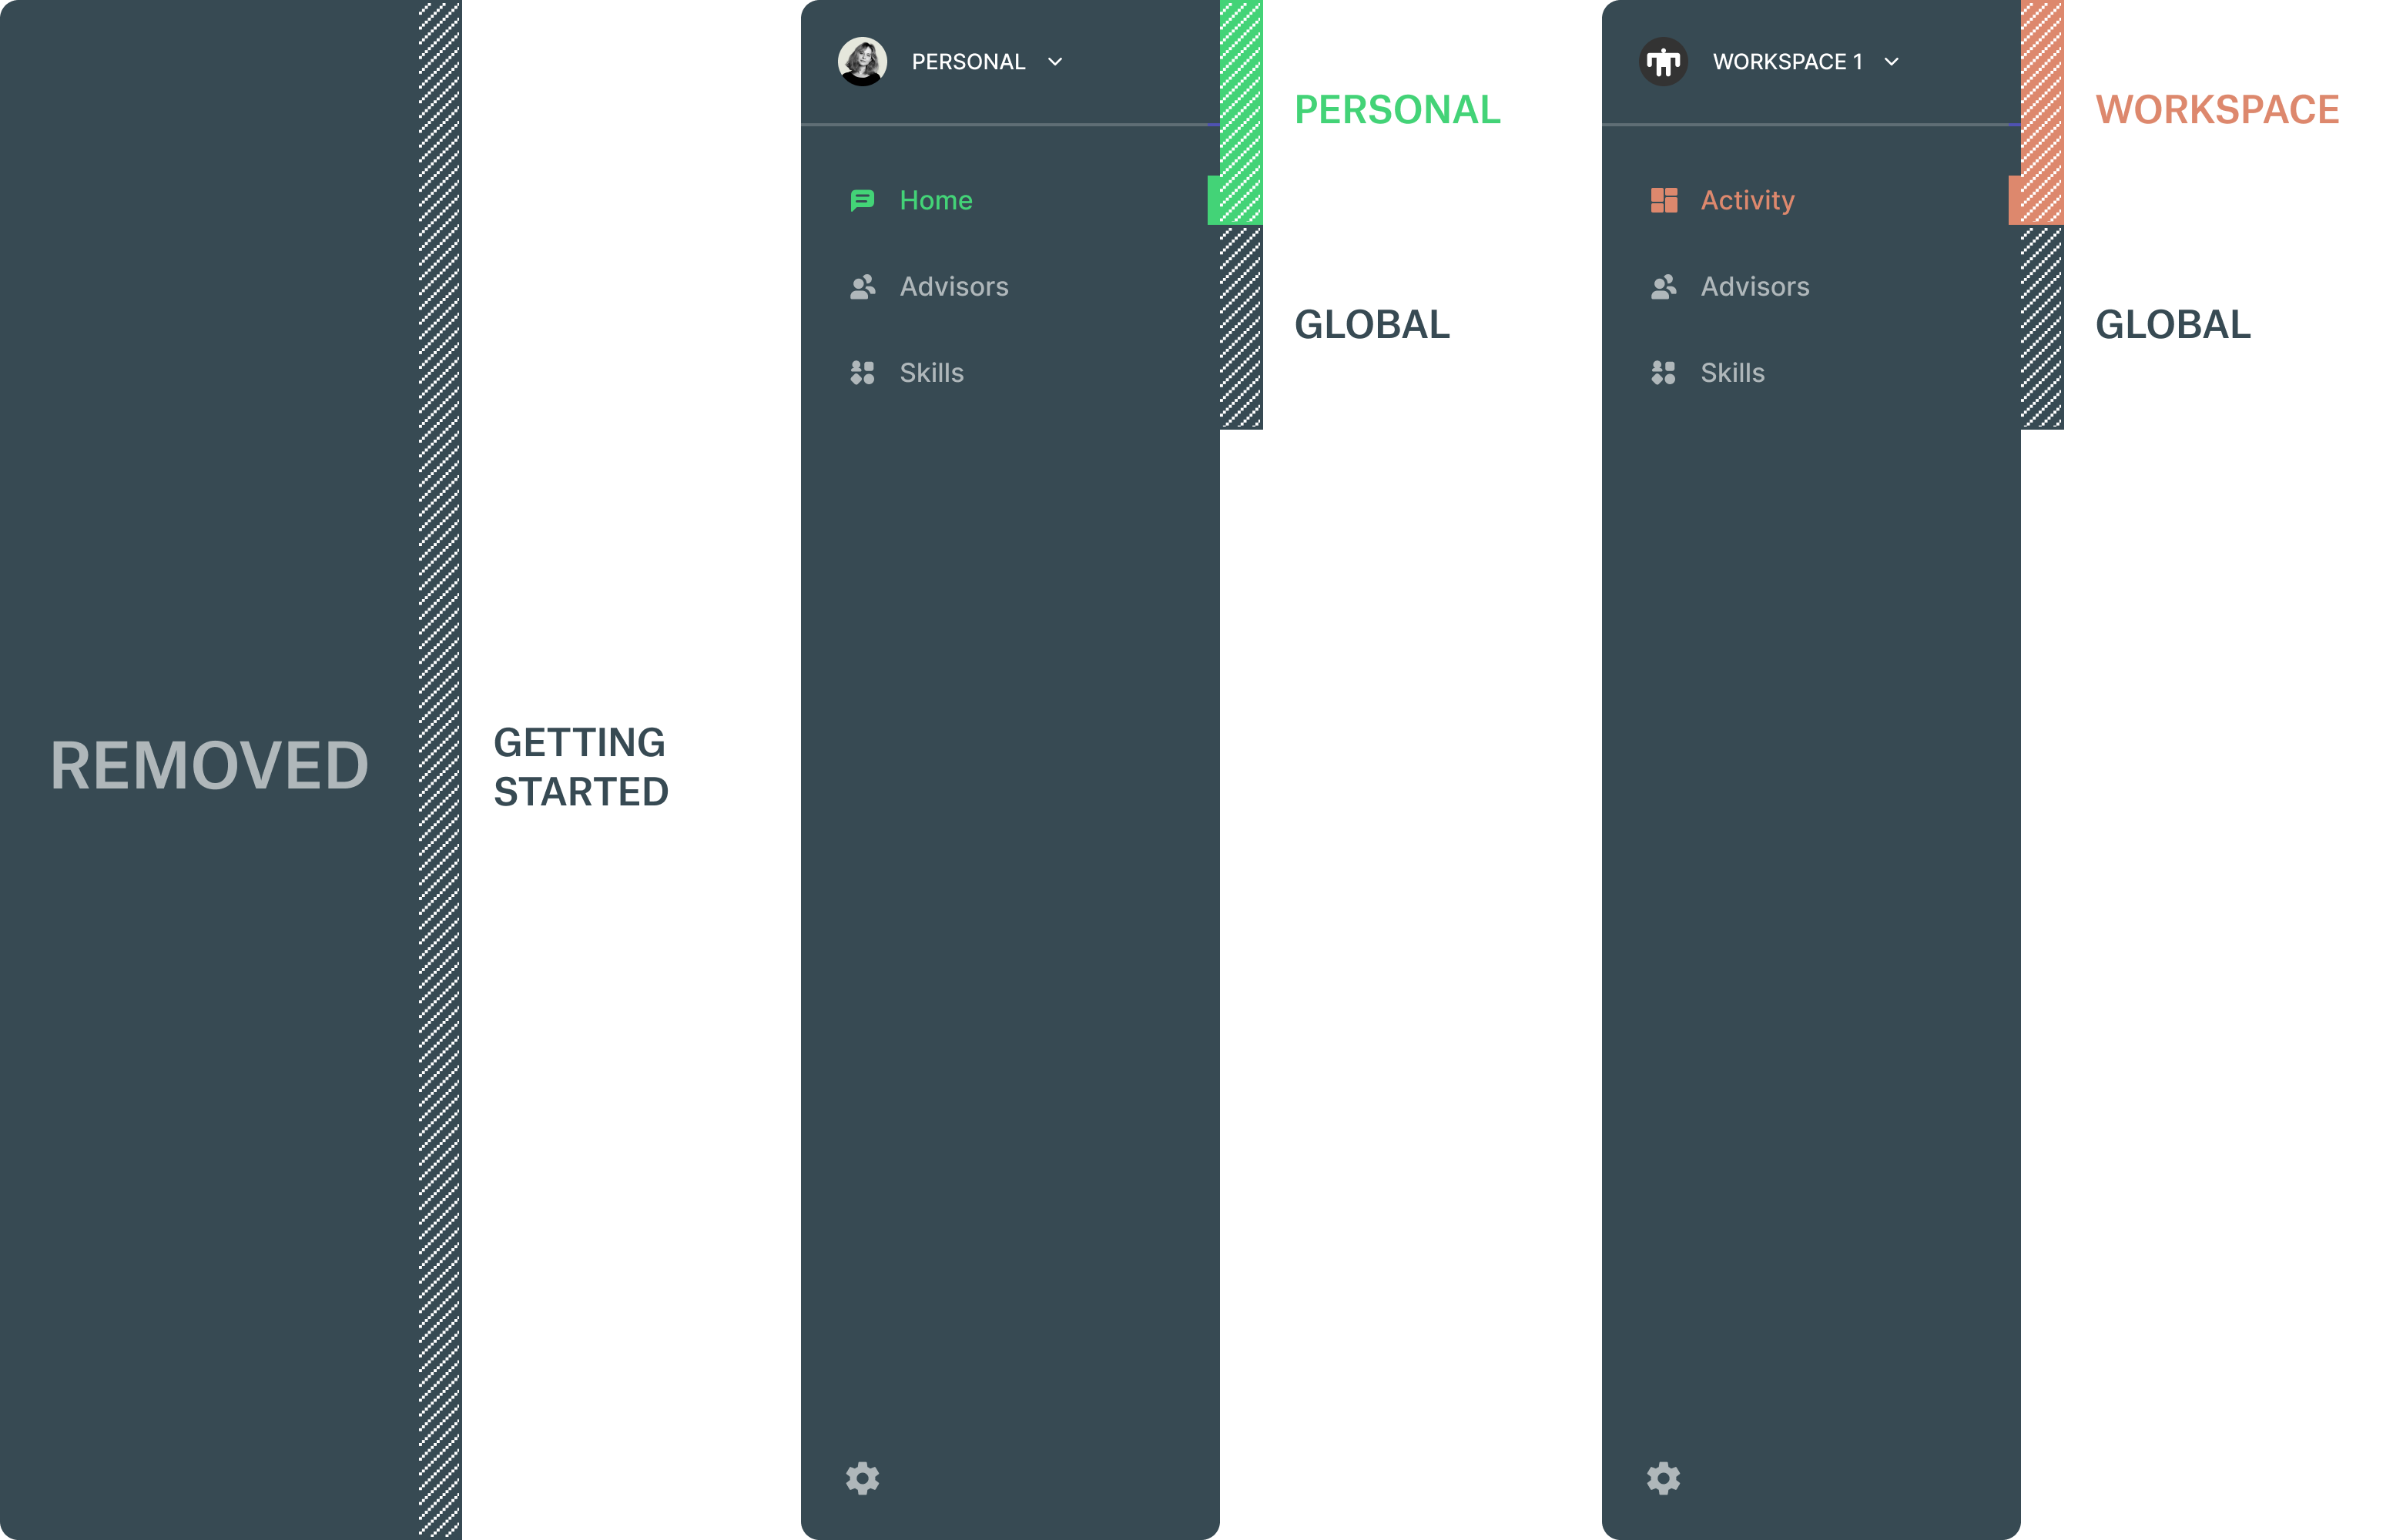 REMOVED
GETTING
STARTED
PERSONAL
Home
Advisors
Skills
PERSONAL
GLOBAL
WORKSPACE 1
Activity
Advisors
Skills
WORKSPACE
GLOBAL